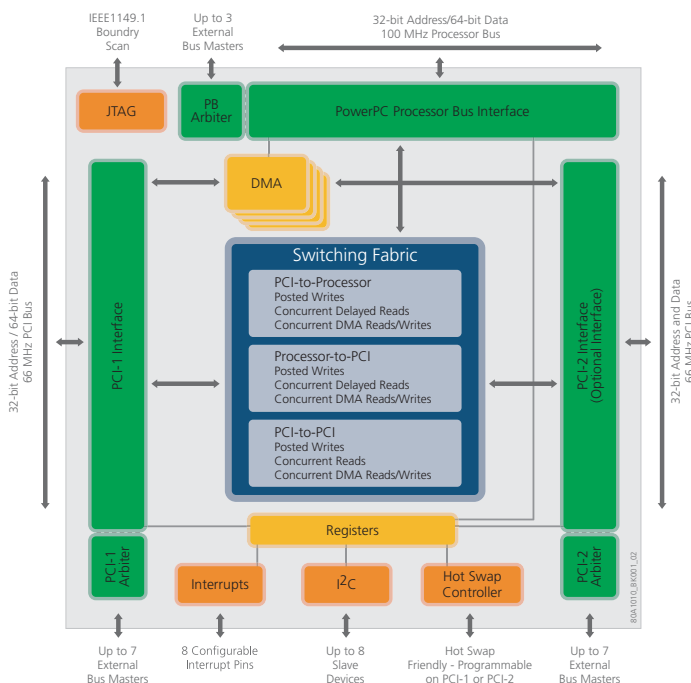 IEEE1149.1
Boundry
Scan
Up to 3
External
Bus Masters
32-bit Address/64-bit Data
100 MHz Processor Bus
JTAG
PB
Arbiter
PowerPC Processor Bus Interface
DMA
32-bit Address / 64-bit Data
66 MHz PCI Bus
PCI-1 Interface
Switching Fabric
PCI-to-Processor
Posted Writes
Concurrent Delayed Reads
Concurrent DMA Reads/Writes
Processor-to-PCI
Posted Writes
Concurrent Delayed Reads
Concurrent DMA Reads/Writes
PCI-to-PCI
Posted Writes
Concurrent Reads
Concurrent DMA Reads/Writes
PCI-2 Interface
(Optional Interface)
32-bit Address and Data
66 MHz PCI Bus
Registers
PCI-1
Arbiter
Interrupts
I²C
Hot Swap
Controller
PCI-2
Arbiter
80A1010_BK001_02
Up to 7
External
Bus Masters
8 Configurable
Interrupt Pins
Up to 8
Slave
Devices
Hot Swap
Friendly - Programmable
on PCI-1 or PCI-2
Up to 7
External
Bus Masters